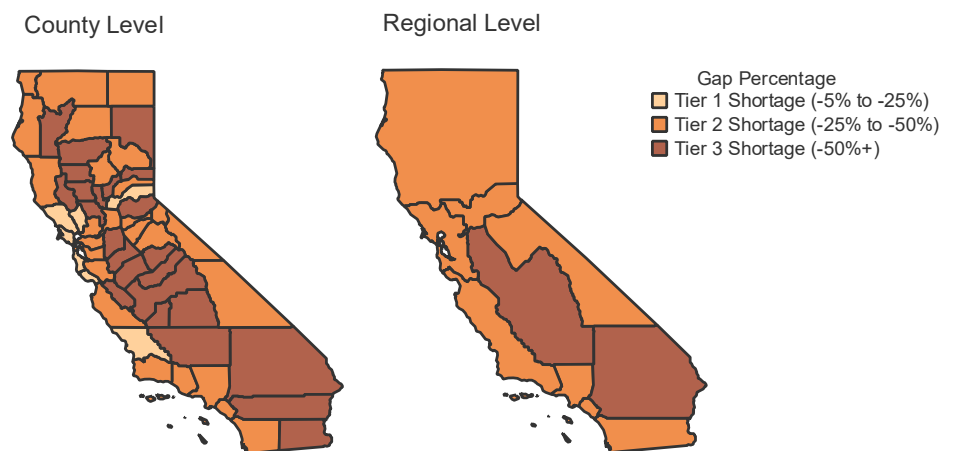 County Level
Regional Level
Gap Percentage
Tier 1 Shortage (-5% to -25%)
Tier 2 Shortage (-25% to -50%)
Tier 3 Shortage (-50%+)